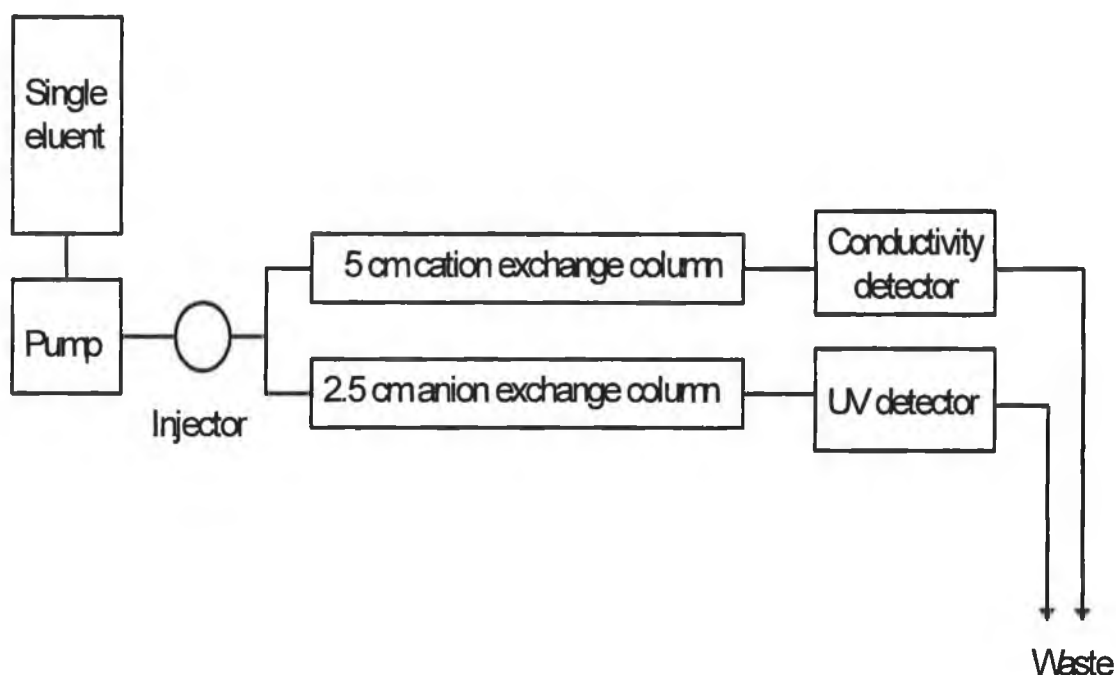 Single
eluent
Pump
Injector
5 cm cation exchange column
2.5 cm anion exchange column
Conductivity
detector
UV detector
Waste